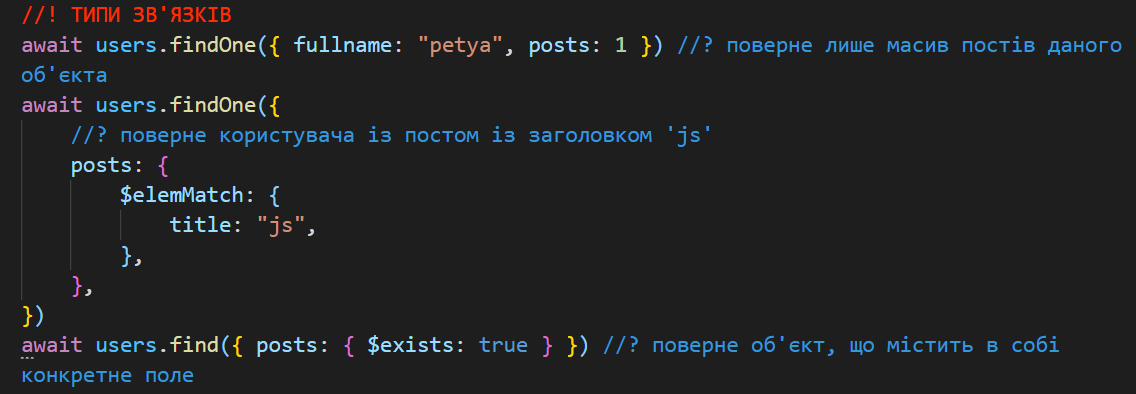 //! ТИПИ ЗВ'ЯЗКІВ
await users.findOne({ fullname: "petya", posts: 1 }) //? поверне лише масив постів даного
об'єкта
await users.findOne({
    //? поверне користувача із постом із заголовком 'js'
    posts: {
        $elemMatch: {
            title: "js",
        },
    },
})
await users.find({ posts: { $exists: true } }) //? поверне об'єкт, що містить в собі
конкретне поле